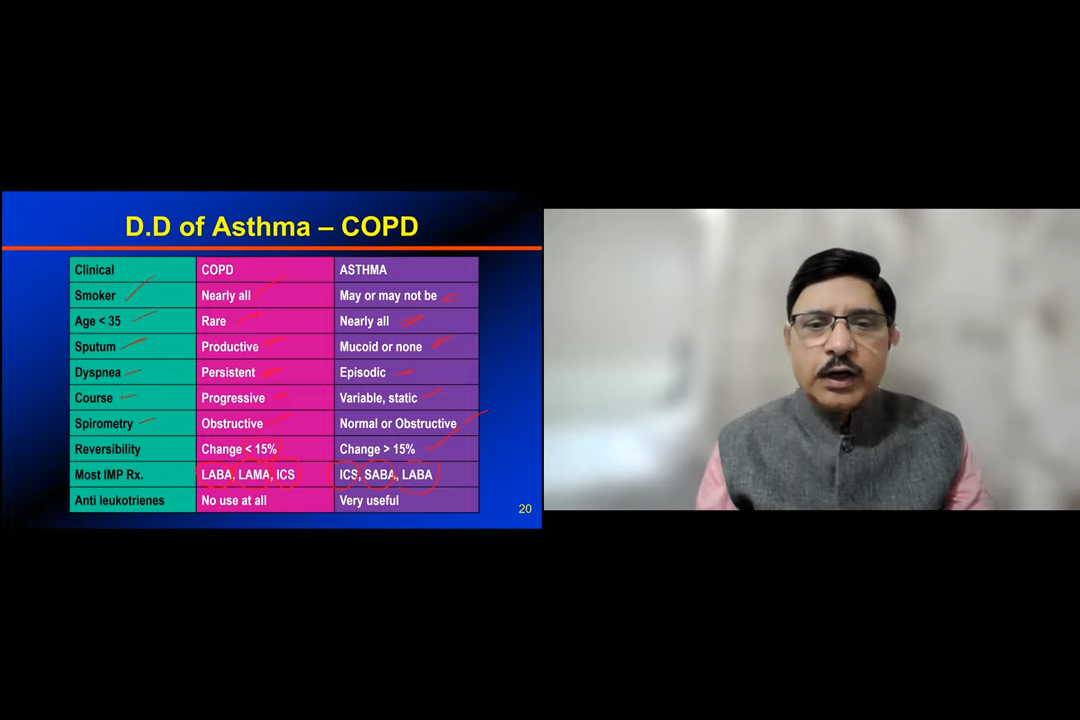 D.D of Asthma – COPD
Clinical COPD ASTHMA
Smoker Nearly all May or may not be
Age < 35 Rare Nearly all
Sputum Productive Mucoid or none
Dyspnea Persistent Episodic
Course Progressive Variable, static
Spirometry Obstructive Normal or Obstructive
Reversibility Change < 15% Change > 15%
Most IMP Rx. LABA, LAMA, ICS ICS, SABA, LABA
Anti leukotrienes No use at all Very useful
20